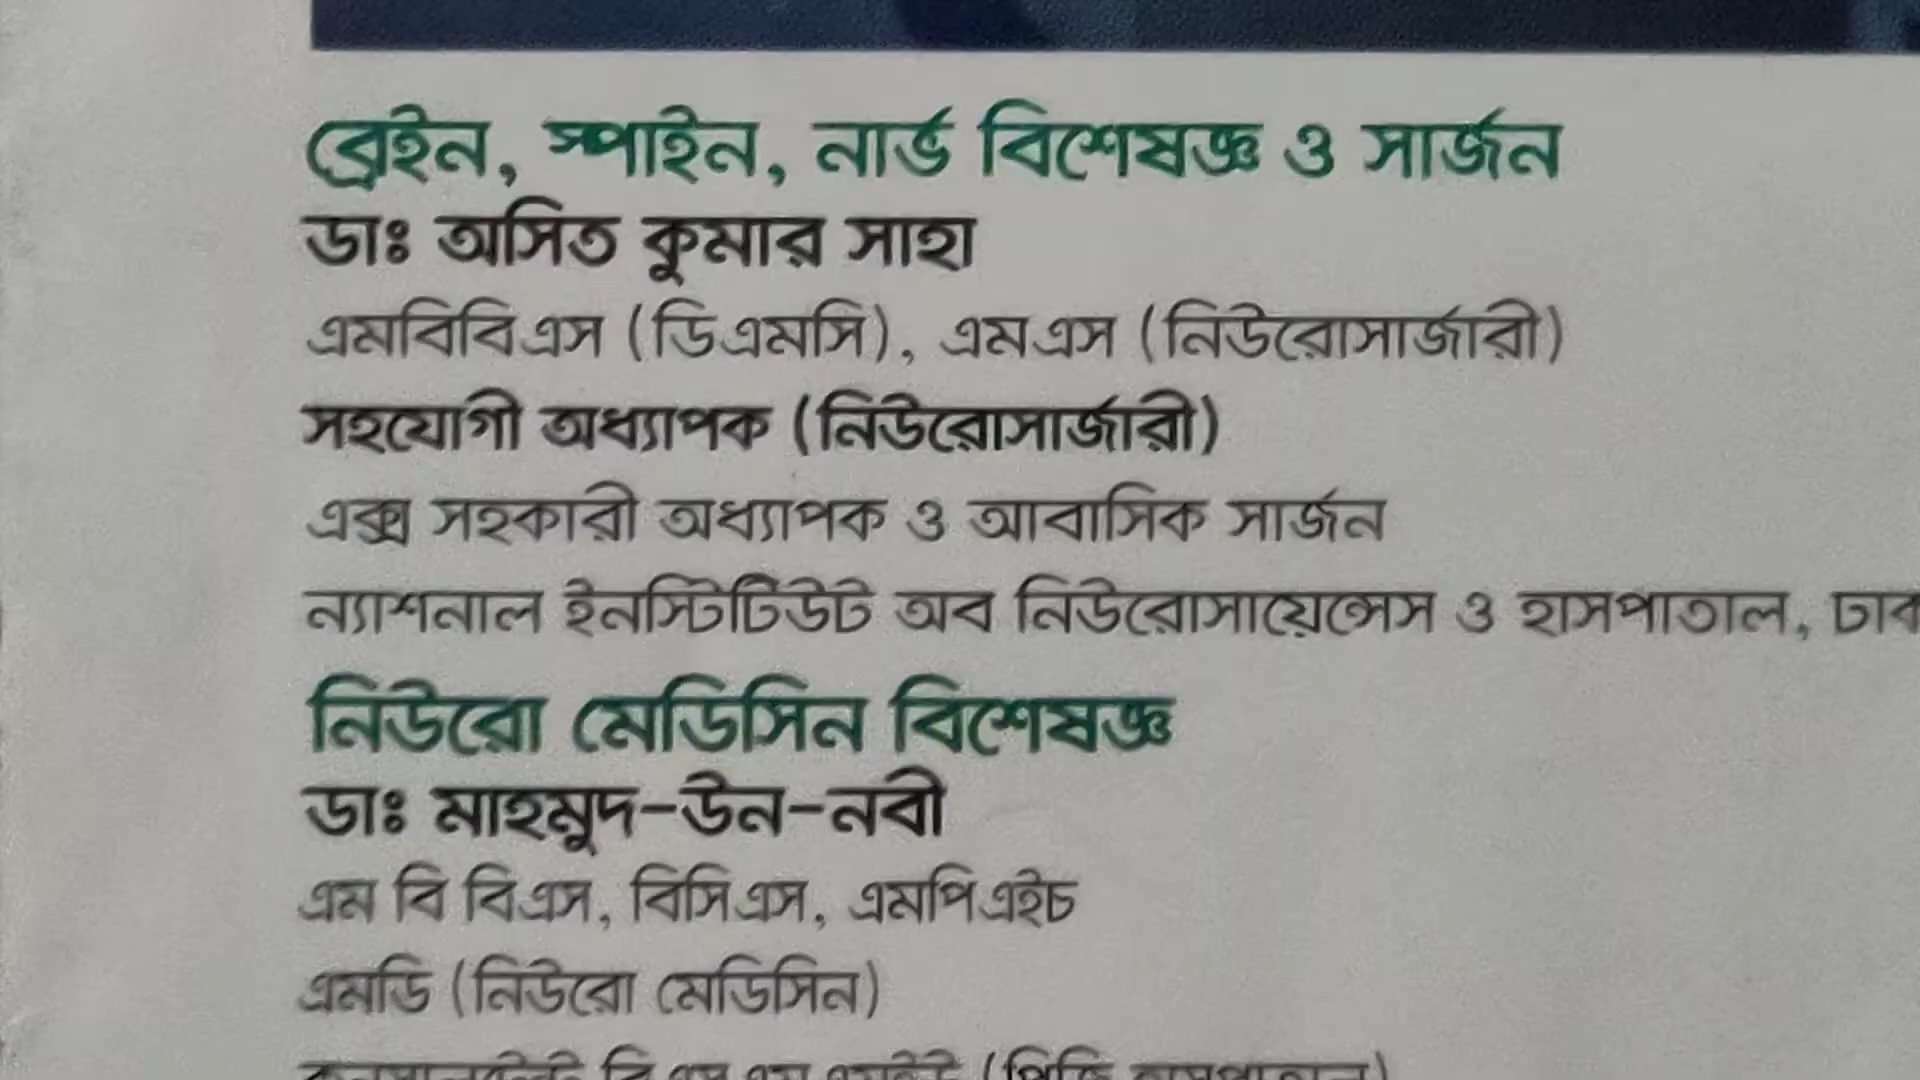 ব্রেইন, স্পাইন, নার্ভ বিশেষজ্ঞ ও সার্জন
ডাঃ অসিত কুমার সাহা
এমবিবিএস (ডিএমসি), এমএস (নিউরোসার্জারী)
সহযোগী অধ্যাপক (নিউরোসার্জারী)
এক্স সহকারী অধ্যাপক ও আবাসিক সার্জন
ন্যাশনাল ইনস্টিটিউট অব নিউরোসায়েন্সেস ও হাসপাতাল,
নিউরো মেডিসিন বিশেষজ্ঞ
ডাঃ মাহমুদ-উন-নবী
এম বি বিএস, বিসিএস, এমপিএইচ
এমডি (নিউরো মেডিসিন)